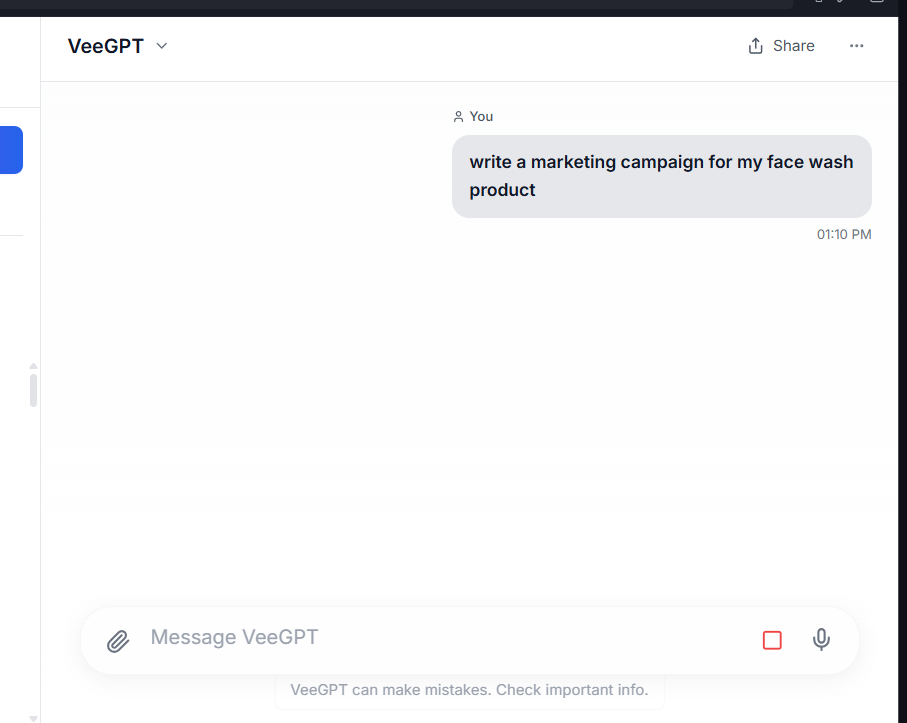 VeeGPT
Share
You
write a marketing campaign for my face wash
product
01:10 PM
Message VeeGPT
VeeGPT can make mistakes. Check important info.